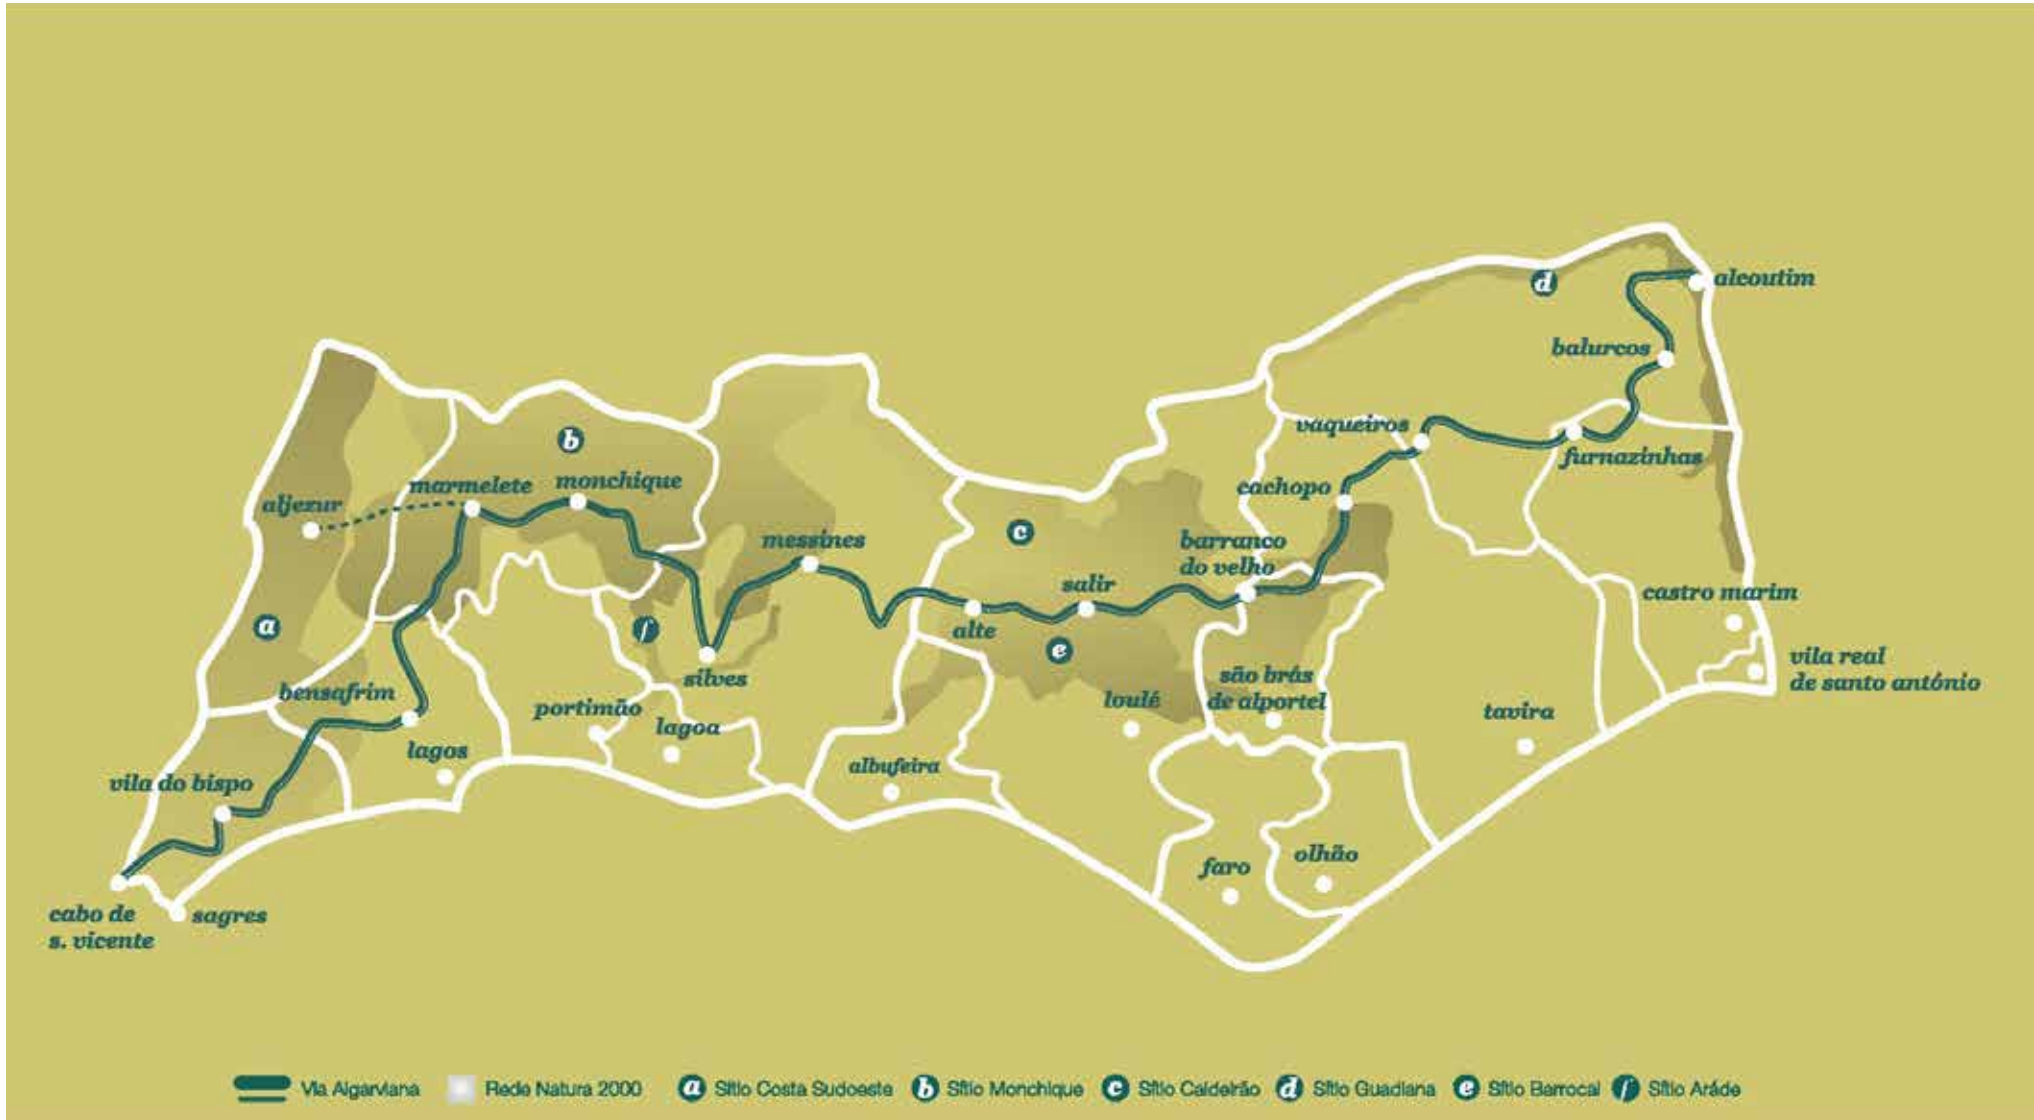 alcoutim
d
balurcos
vaqueiros
furnazinhas
b
marmelete
monchique
cachopo
aljezur
messines
c
barranco
do velho
salir
castro marim
a
f
alte
e
vila real
de santo antónio
silves
bensafrim
são brás
de alportel
portimão
loulé
tavira
lagoa
lagos
albufeira
vila do bispo
olhão
faro
cabo de
s. vicente
sagres
Via Algarviana Rede Natura 2000 a Sítio Costa Sudoeste b Sítio Monchique c Sítio Caldeirão d Sítio Guadiana e Sítio Barrocal f Sítio Aráde